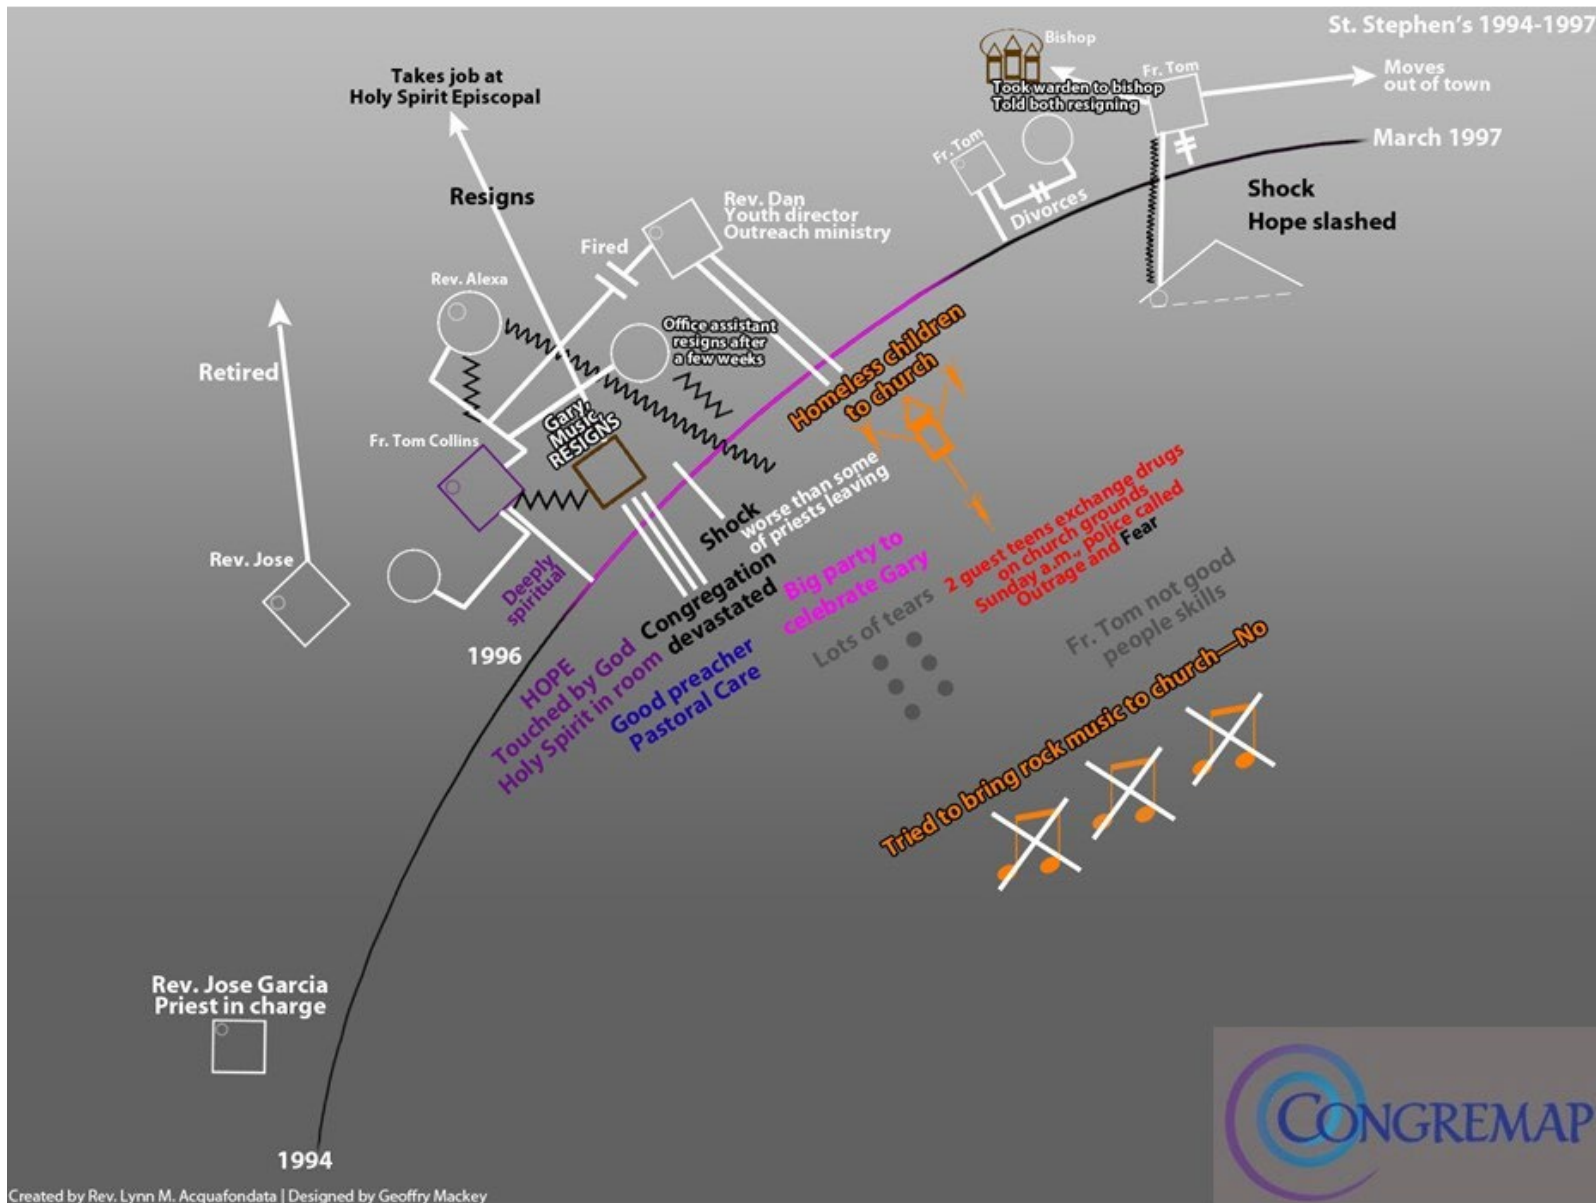 St. Stephen's 1994-1997
Bishop
Took warden to bishop
Told both resigning
Fr. Tom
Moves
out of town
March 1997
Takes job at
Holy Spirit Episcopal
Resigns
Fr. Tom
Divorces
Shock
Hope slashed
Rev. Dan
Youth director
Outreach ministry
Fired
Rev. Alexa
Office assistant
resigns after
a few weeks
Retired
Homeless children
to church
Gary,
Music,
RESIGNS
Fr. Tom Collins
Shock
worse than some
of priests leaving
2 guest teens exchange drugs
on church grounds
Sunday a.m., police called
Outrage and Fear
Rev. Jose
Deeply
spiritual
Congregation
devastated
Big party to
celebrate Gary
Lots of tears
Fr. Tom not good
people skills
1996
HOPE
Touched by God
Holy Spirit in room
Good preacher
Pastoral Care
Tried to bring rock music to church—No
Rev. Jose Garcia
Priest in charge
1994
CONGREMAP
Created by Rev. Lynn M. Acquafondata | Designed by Geoffry Mackey